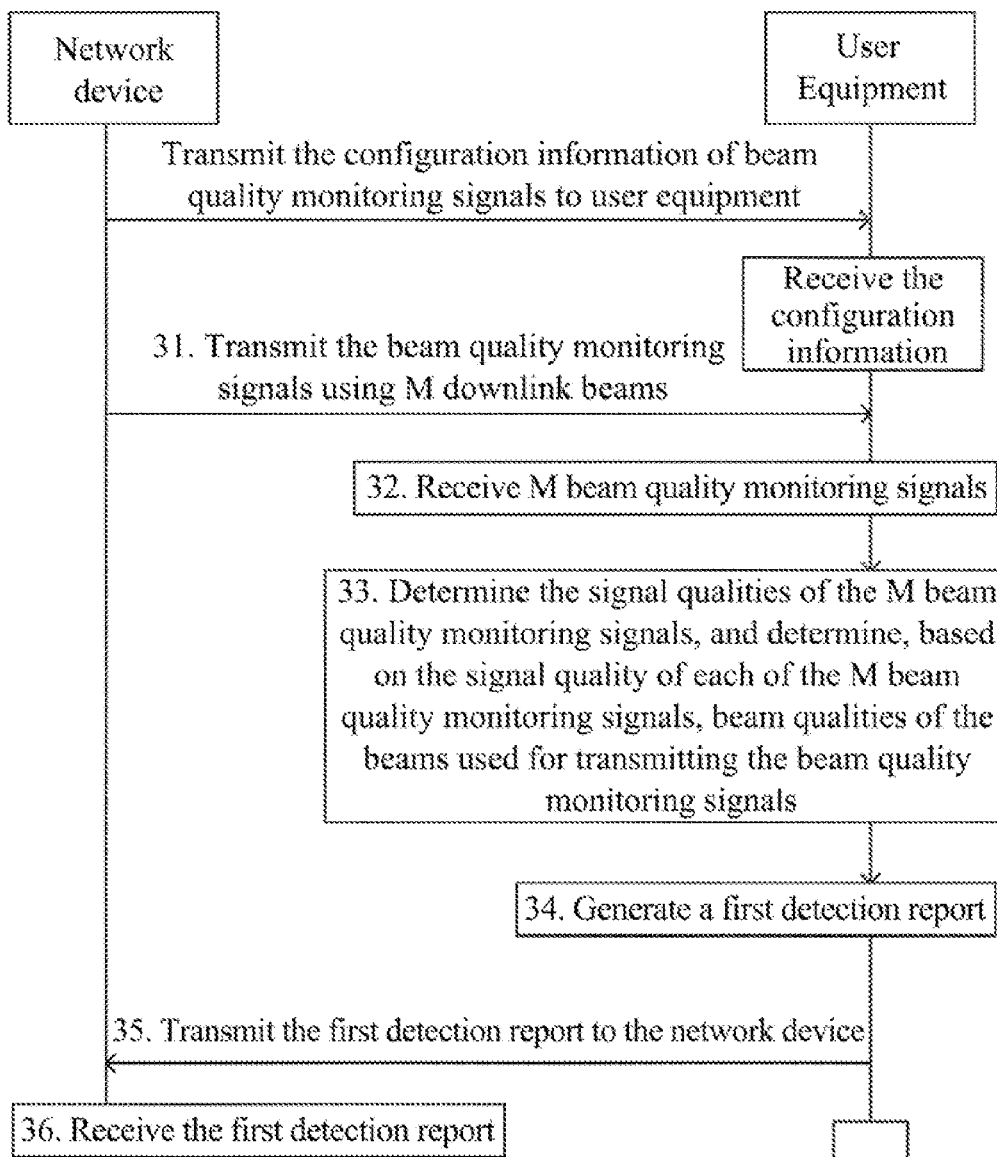 Network
device
User
Equipment
Transmit the configuration information of beam
quality monitoring signals to user equipment
Receive the
configuration
information
31. Transmit the beam quality monitoring
signals using M downlink beams
32. Receive M beam quality monitoring signals
33. Determine the signal qualities of the M beam
quality monitoring signals, and determine, based
on the signal quality of each of the M beam
quality monitoring signals, beam qualities of the
beams used for transmitting the beam quality
monitoring signals
34. Generate a first detection report
35. Transmit the first detection report to the network device
36. Receive the first detection report